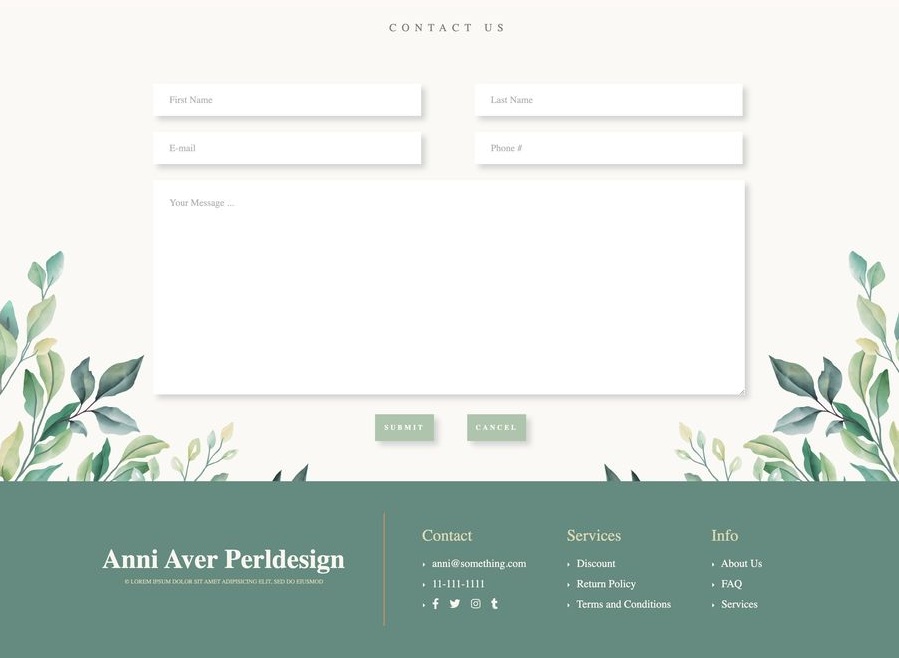 CONTACT US
First Name
Last Name
E-mail
Phone #
Your Message ...
SUBMIT
CANCEL
Anni Aver Perldesign
© LOREM IPSUM DOLOR SIT AMET ADIPISICING ELIT, SED DO EIUSMOD
Contact
anni@something.com
11-111-1111
Services
Discount
Return Policy
Terms and Conditions
Info
About Us
FAQ
Services